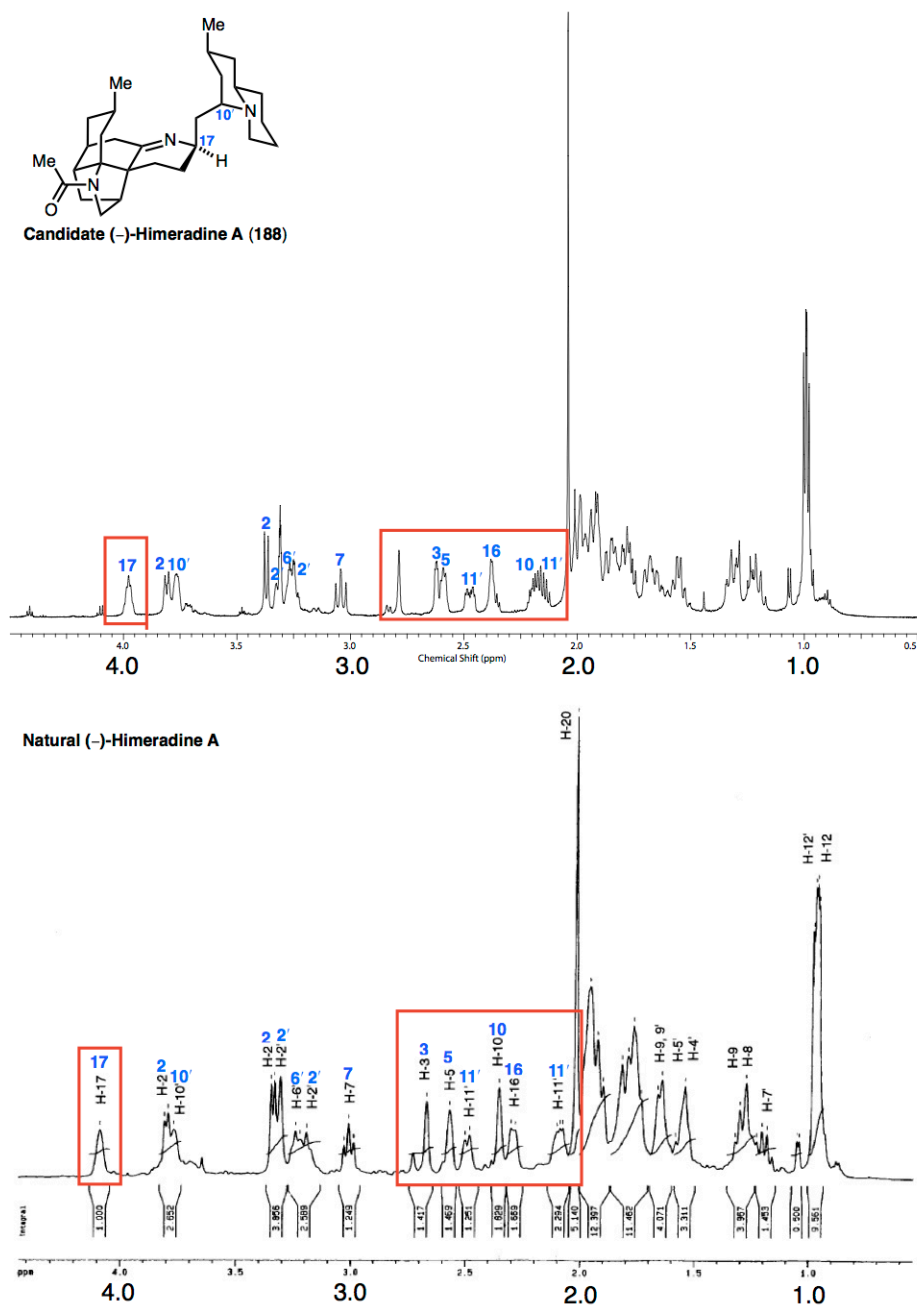 Me
Me
10′
N
N
17
H
Me
N
O
Candidate (–)-Himeradine A (188)
17
2
10′
2
2′
6′
2′
7
3
5
11′
16
10
11′
4.0
3.5
3.0
2.0
1.5
1.0
0.5
Chemical Shift (ppm)
4.0
3.0
2.0
1.0
Natural (–)-Himeradine A
H-20
H-12'
H-12
17
H-17
2
H-2
10′
H-10'
2
H-2
2′
H-2'
6′
H-6'
2′
H-2'
7
H-7
3
H-3
5
H-5
11′
H-11'
10
H-10
16
H-16
11′
H-11'
H-9, 9'
H-5'
H-4'
H-9
H-8
H-7'
Integral
1.000
2.652
3.856
2.589
1.249
1.417
1.469
1.251
1.829
1.669
2.294
5.140
12.397
11.462
4.071
3.311
3.967
1.453
0.500
9.561
ppm
4.0
3.5
3.0
2.5
2.0
1.5
1.0
4.0
3.0
2.0
1.0